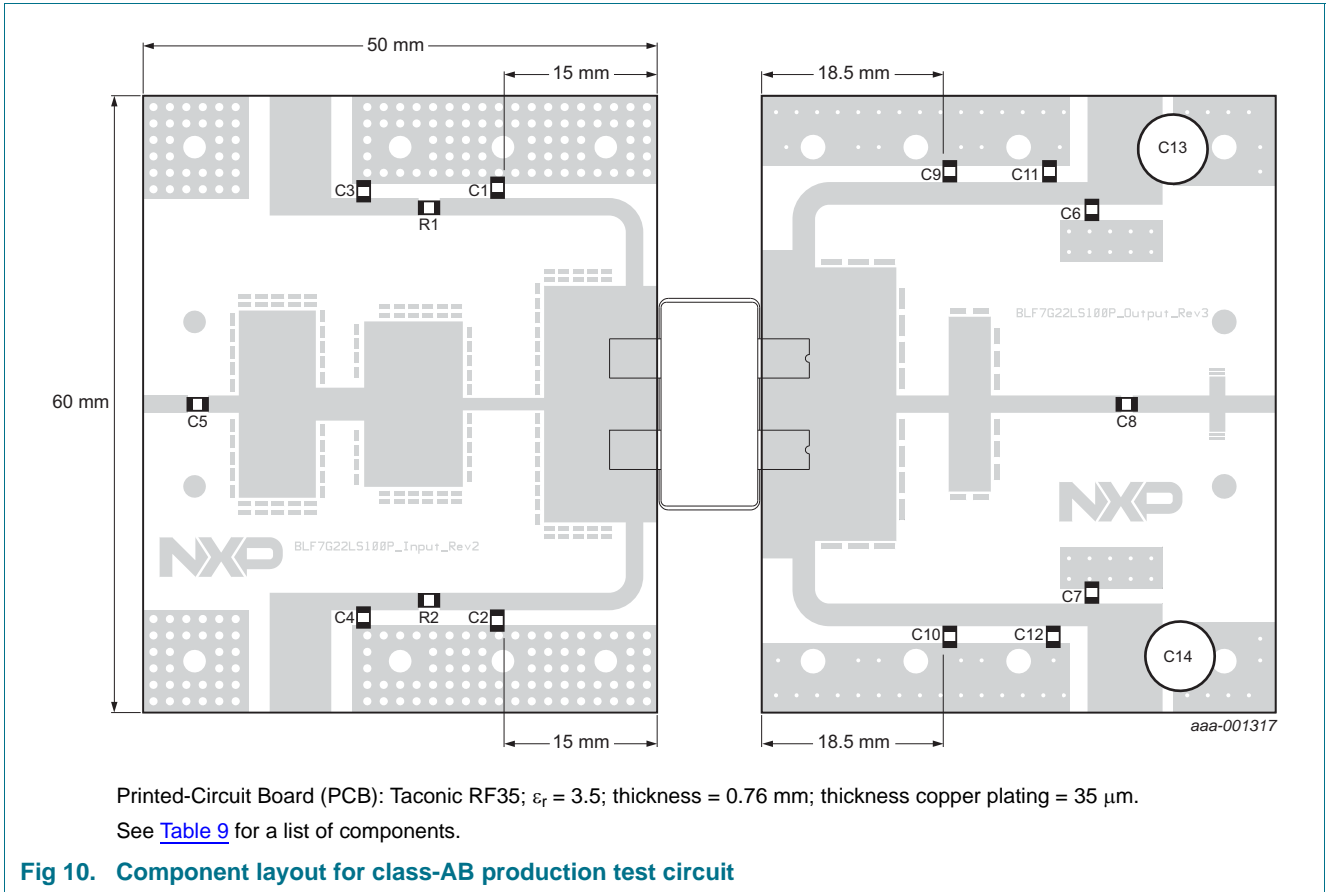 50 mm
15 mm
18.5 mm
C13
C3
C1
C9
C11
R1
C6
BLF7G22LS100P_Output_Rev3
60 mm
C5
C8
NXP
BLF7G22LS100P_Input_Rev2
NXP
C7
C4
R2
C2
C10
C12
C14
aaa-001317
15 mm
18.5 mm
Printed-Circuit Board (PCB): Taconic RF35; εr = 3.5; thickness = 0.76 mm; thickness copper plating = 35 μm.
See Table 9 for a list of components.
Fig 10. Component layout for class-AB production test circuit